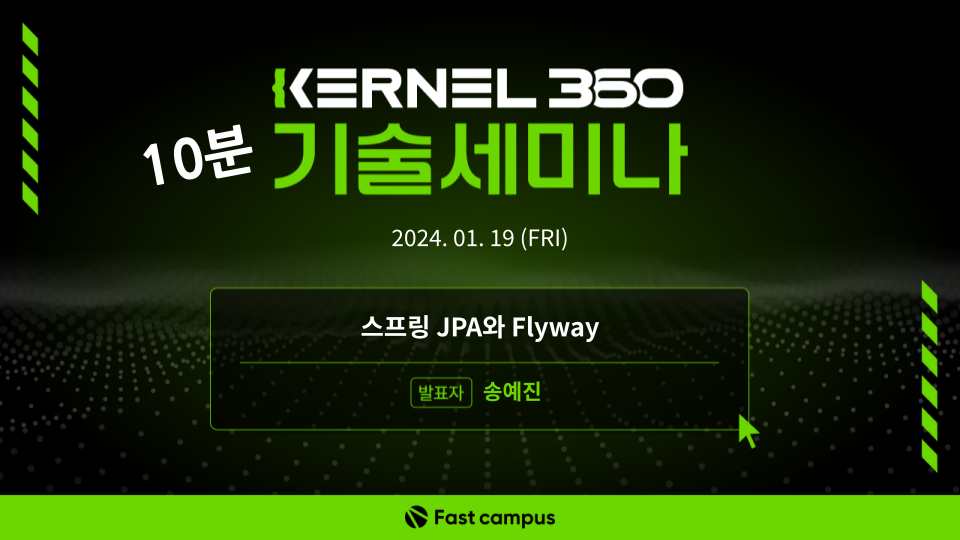 KERNEL 360
10분 기술세미나
2024. 01. 19 (FRI)
스프링 JPA와 Flyway
발표자 송예진
Fast campus